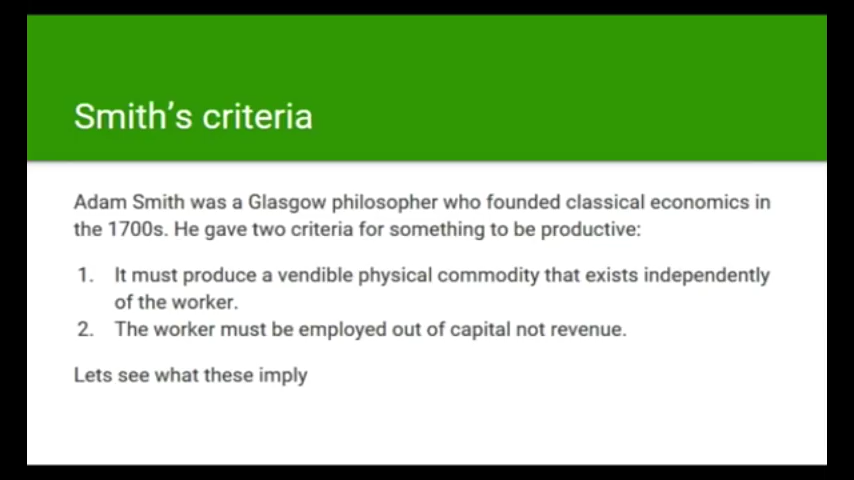 Smith's criteria
Adam Smith was a Glasgow philosopher who founded classical economics in
the 1700s. He gave two criteria for something to be productive:
1. It must produce a vendible physical commodity that exists independently
of the worker.
2. The worker must be employed out of capital not revenue.
Lets see what these imply